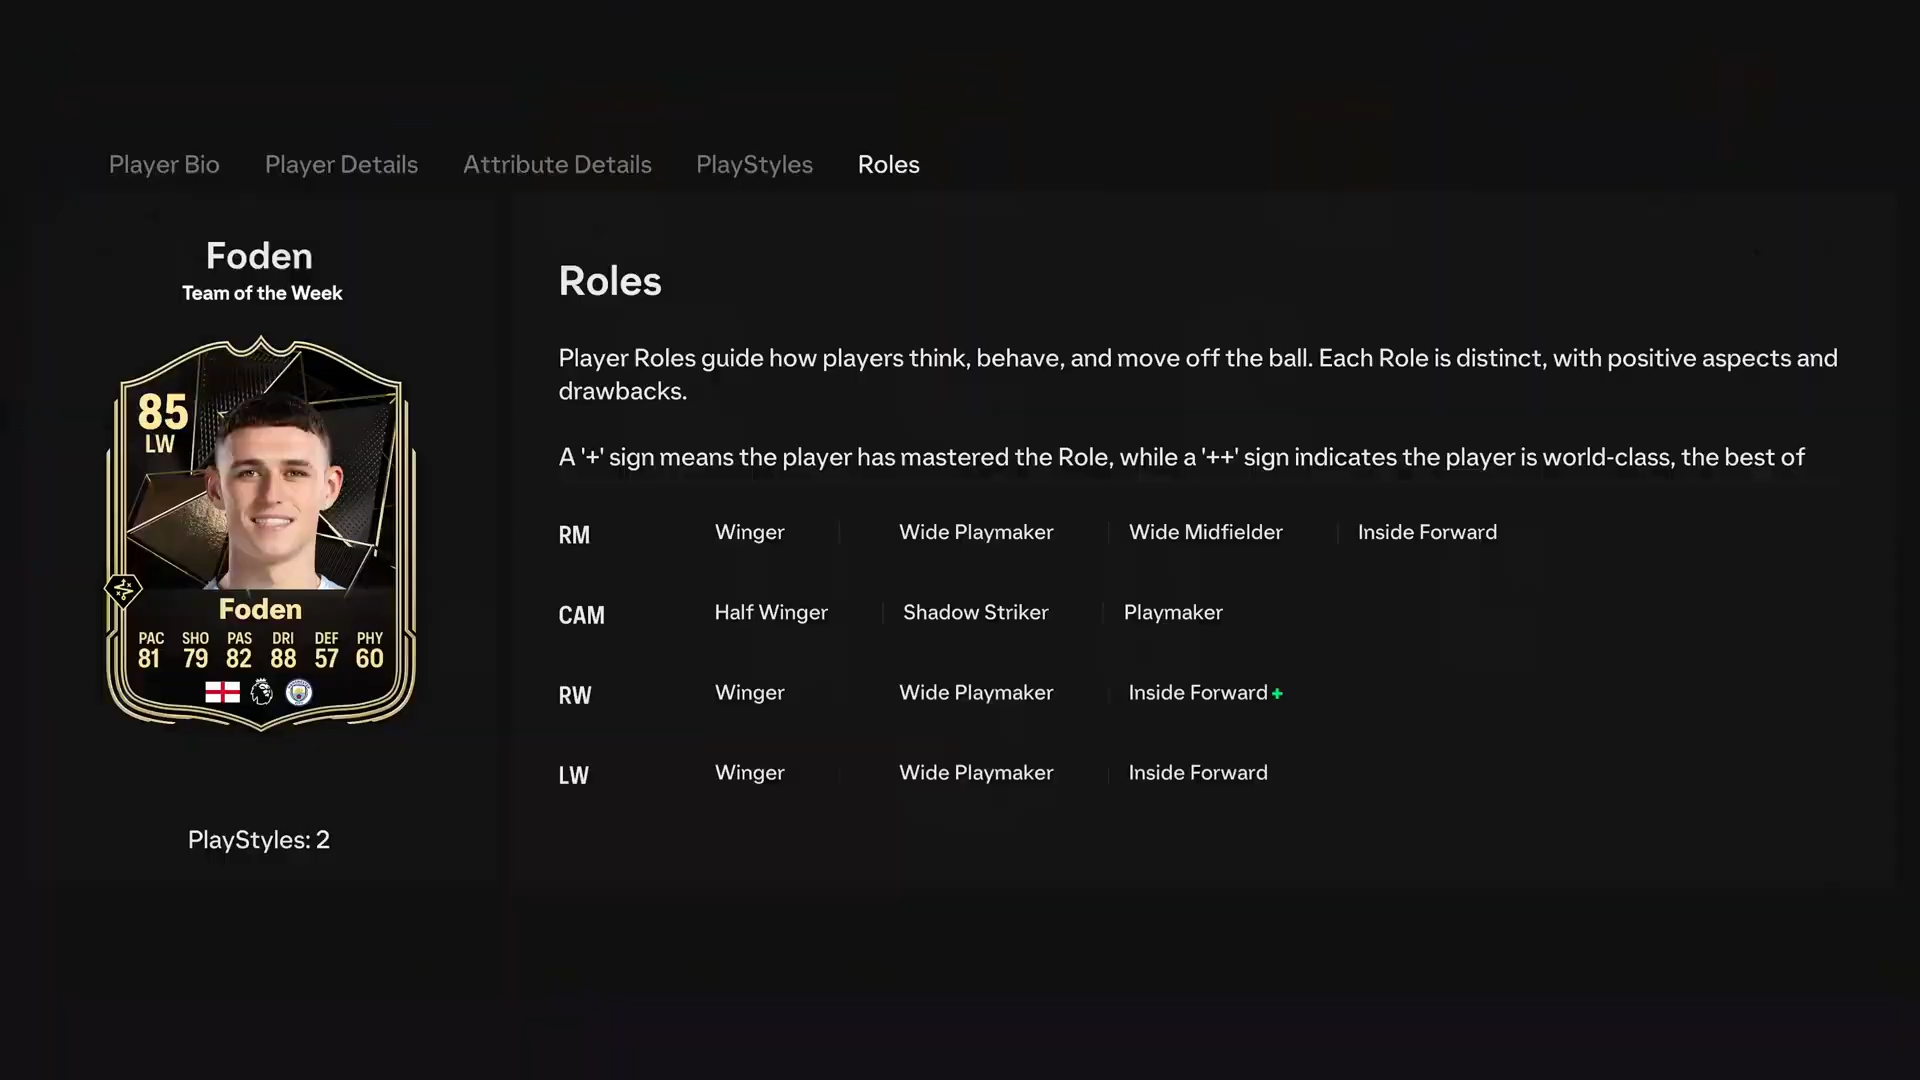 Player Bio Player Details Attribute Details PlayStyles Roles
Foden
Team of the Week
85
LW
Foden
PAC SHO PAS DRI DEF PHY
81 79 82 88 57 60
PlayStyles: 2
Roles
Player Roles guide how players think, behave, and move off the ball. Each Role is distinct, with positive aspects and
drawbacks.
A '+' sign means the player has mastered the Role, while a '++' sign indicates the player is world-class, the best of
RM Winger Wide Playmaker Wide Midfielder Inside Forward
CAM Half Winger Shadow Striker Playmaker
RW Winger Wide Playmaker Inside Forward +
LW Winger Wide Playmaker Inside Forward